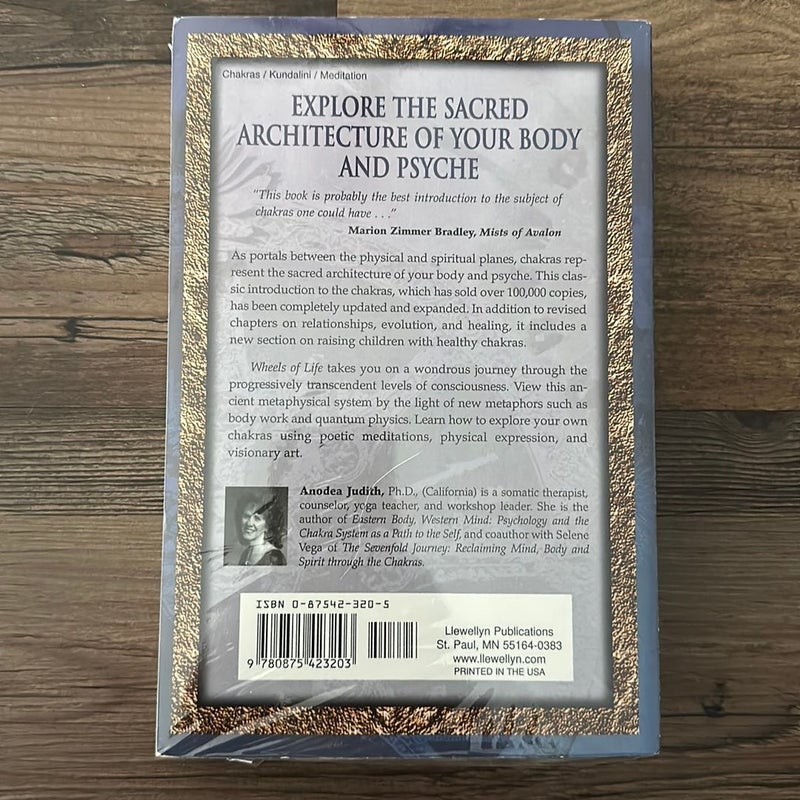 Chakras / Kundalini / Meditation
EXPLORE THE SACRED
ARCHITECTURE OF YOUR BODY
AND PSYCHE
"This book is probably the best introduction to the subject of
chakras one could have . . ."
Marion Zimmer Bradley, Mists of Avalon
As portals between the physical and spiritual planes, chakras rep-
resent the sacred architecture of your body and psyche. This clas-
sic introduction to the chakras, which has sold over 100,000 copies,
has been completely updated and expanded. In addition to revised
chapters on relationships, evolution, and healing, it includes a
new section on raising children with healthy chakras.
Wheels of Life takes you on a wondrous journey through the
progressively transcendent levels of consciousness. View this an-
cient metaphysical system by the light of new metaphors such as
body work and quantum physics. Learn how to explore your own
chakras using poetic meditations, physical expression, and
visionary art.
Anodea Judith, Ph.D., (California) is a somatic therapist,
counselor, yoga teacher, and workshop leader. She is the
author of Eastern Body, Western Mind: Psychology and the
Chakra System as a Path to the Self, and coauthor with Selene
Vega of The Sevenfold Journey: Reclaiming Mind, Body and
Spirit through the Chakras.
ISBN 0-87542-320-5
9 780875 423203
Llewellyn Publications
St. Paul, MN 55164-0383
www.llewellyn.com
PRINTED IN THE USA